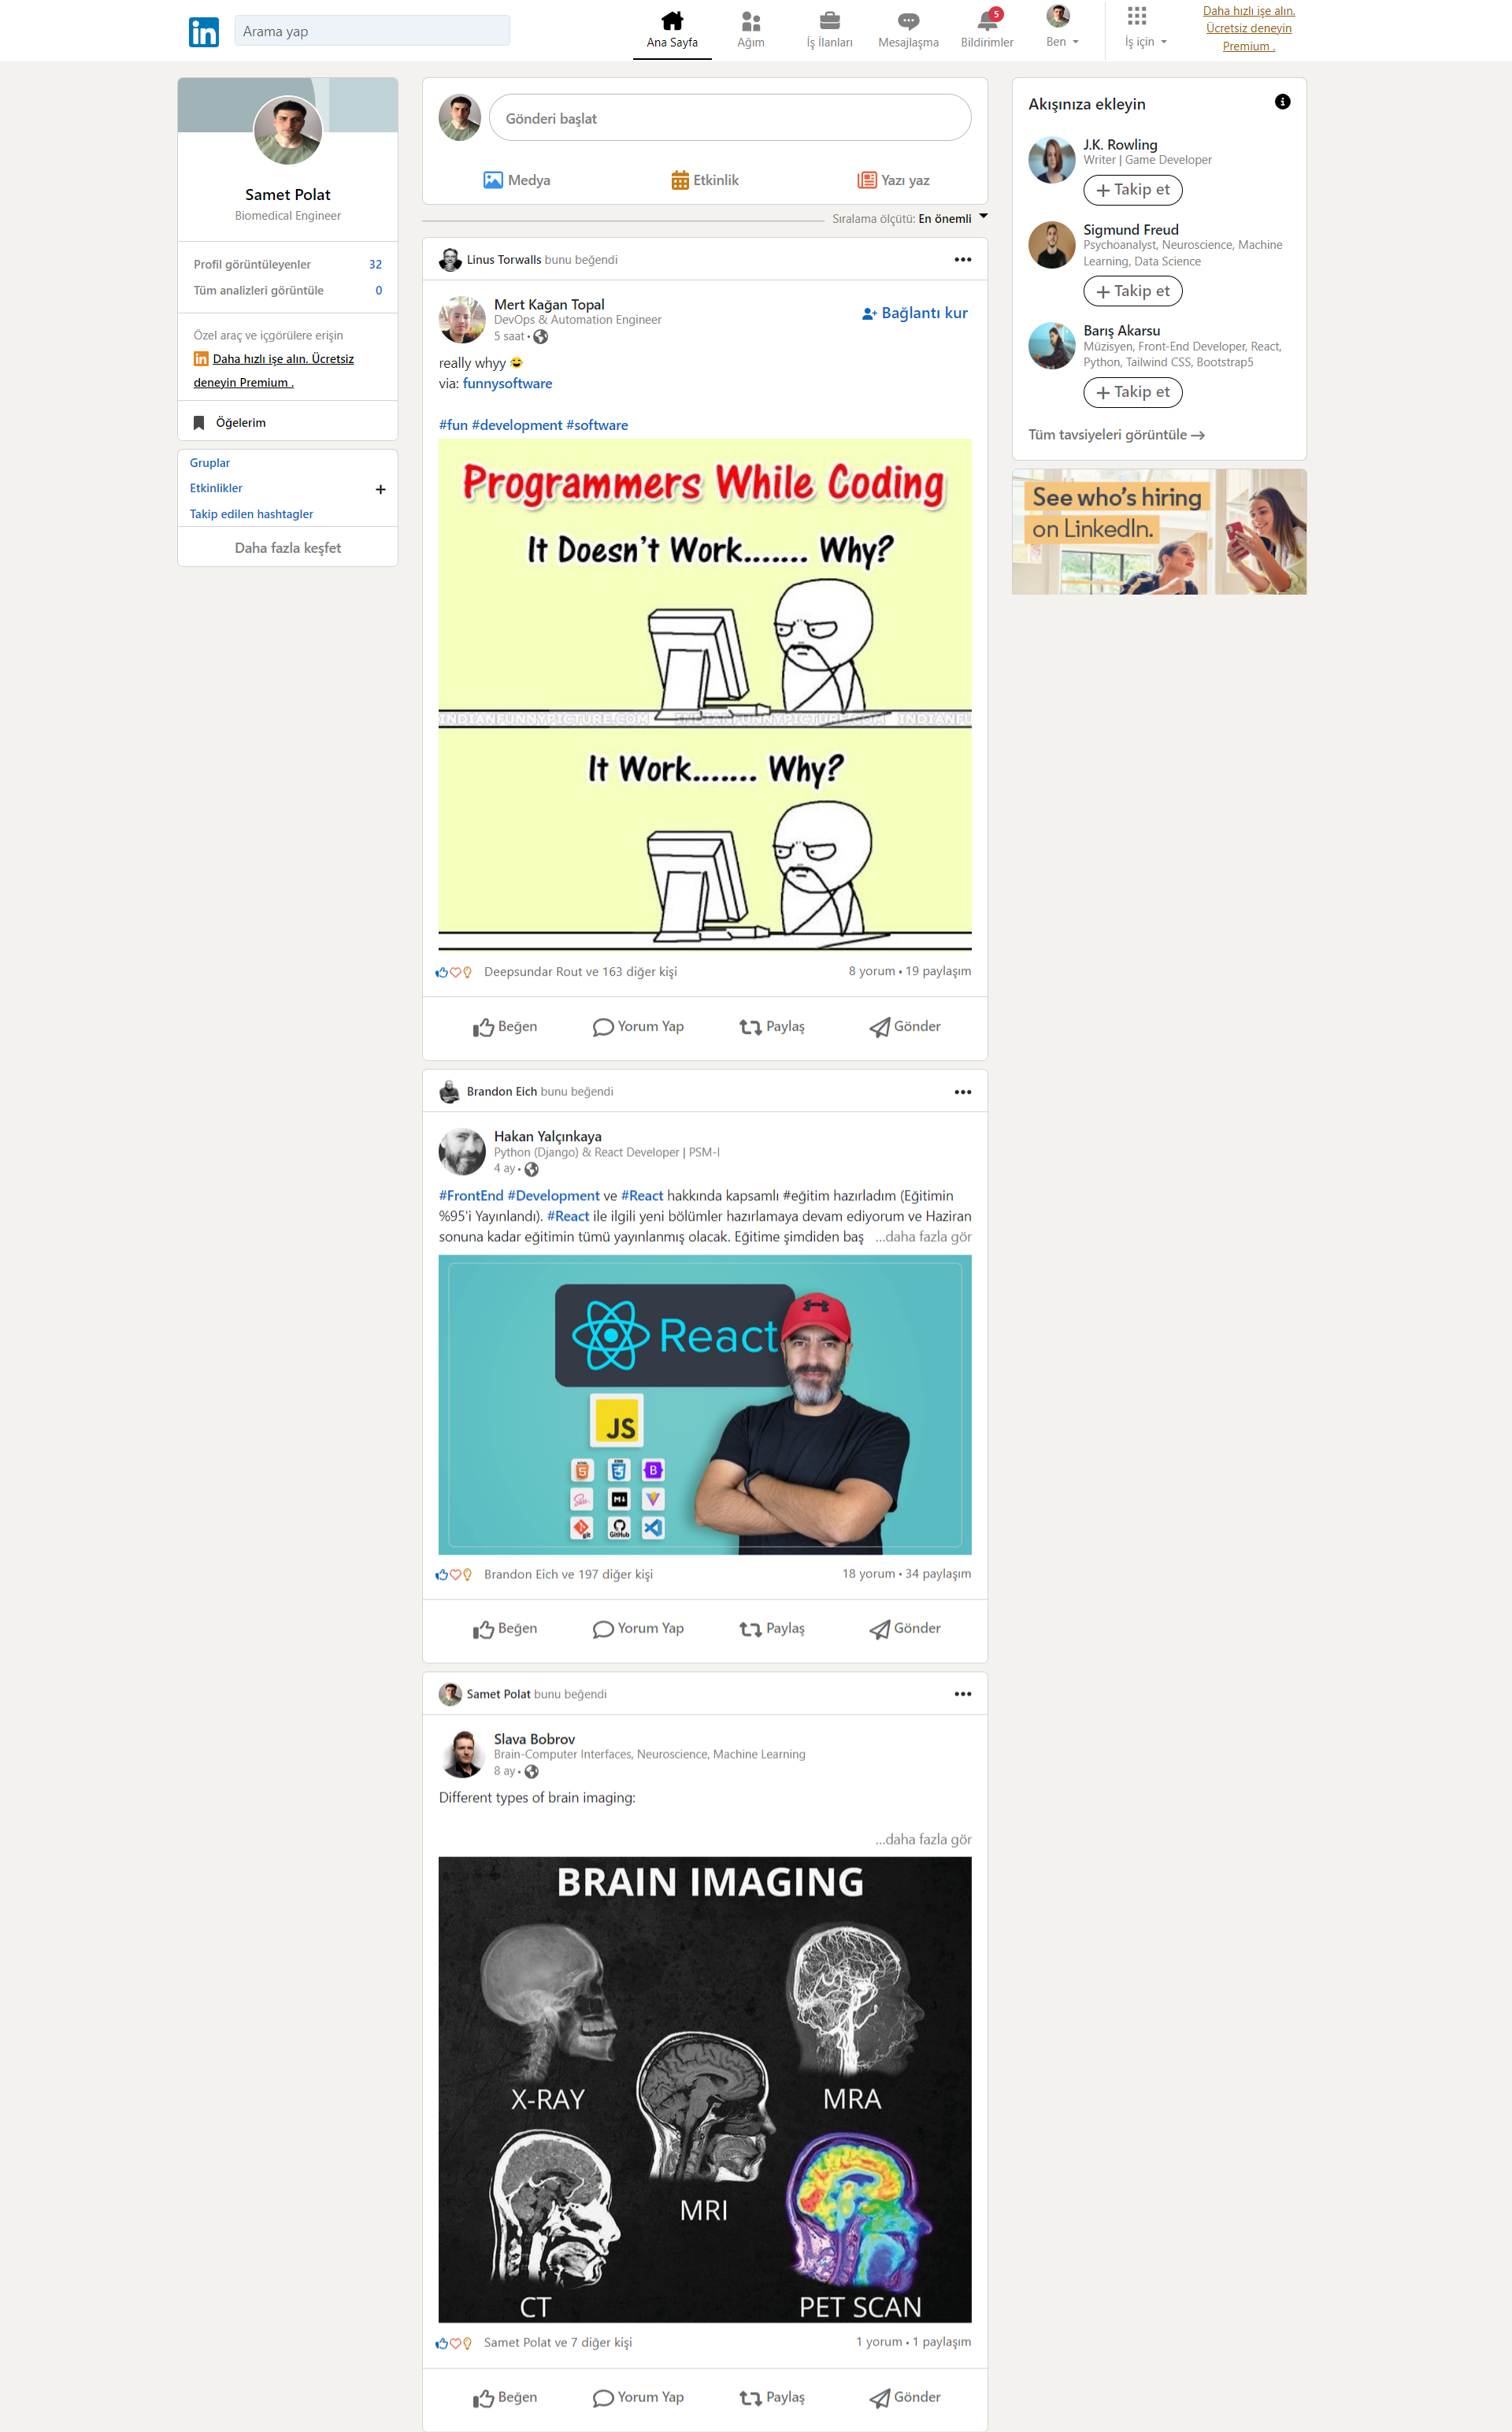 in
Arama yap
Ana Sayfa
Ağım
İş İlanları
Mesajlaşma
5
Bildirimler
Ben
İş için
Daha hızlı işe alın.
Ücretsiz deneyin
Premium .
Samet Polat
Biomedical Engineer
Profil görüntüleyenler 32
Tüm analizleri görüntüle 0
Özel araç ve içgörülere erişin
in Daha hızlı işe alın. Ücretsiz
deneyin Premium .
Öğelerim
Gruplar
Etkinlikler +
Takip edilen hashtagler
Daha fazla keşfet
Gönderi başlat
Medya
Etkinlik
Yazı yaz
Sıralama ölçütü: En önemli
Linus Torwalls bunu beğendi
Mert Kağan Topal
DevOps & Automation Engineer
5 saat •
Bağlantı kur
really whyy 😂
via: funnysoftware
#fun #development #software
Programmers While Coding
It Doesn't Work....... Why?
INDIANFUNNYPICTURE.COM INDIANFUNNYPICTURE.COM INDIANFU
It Work....... Why?
Deepsundar Rout ve 163 diğer kişi
8 yorum • 19 paylaşım
Beğen
Yorum Yap
Paylaş
Gönder
Brandon Eich bunu beğendi
Hakan Yalçınkaya
Python (Django) & React Developer | PSM-I
4 ay •
#FrontEnd #Development ve #React hakkında kapsamlı #eğitim hazırladım (Eğitimin
%95'i Yayınlandı). #React ile ilgili yeni bölümler hazırlamaya devam ediyorum ve Haziran
sonuna kadar eğitimin tümü yayınlanmış olacak. Eğitime şimdiden baş ...daha fazla gör
React
JS
5
3
B
Sass
M
git
GitHub
Brandon Eich ve 197 diğer kişi
18 yorum • 34 paylaşım
Beğen
Yorum Yap
Paylaş
Gönder
Samet Polat bunu beğendi
Slava Bobrov
Brain-Computer Interfaces, Neuroscience, Machine Learning
8 ay •
Different types of brain imaging:
...daha fazla gör
BRAIN IMAGING
X-RAY
MRA
MRI
CT
PET SCAN
Samet Polat ve 7 diğer kişi
1 yorum • 1 paylaşım
Beğen
Yorum Yap
Paylaş
Gönder
Akışınıza ekleyin
J.K. Rowling
Writer | Game Developer
+ Takip et
Sigmund Freud
Psychoanalyst, Neuroscience, Machine
Learning, Data Science
+ Takip et
Barış Akarsu
Müzisyen, Front-End Developer, React,
Python, Tailwind CSS, Bootstrap5
+ Takip et
Tüm tavsiyeleri görüntüle →
See who's hiring
on LinkedIn.